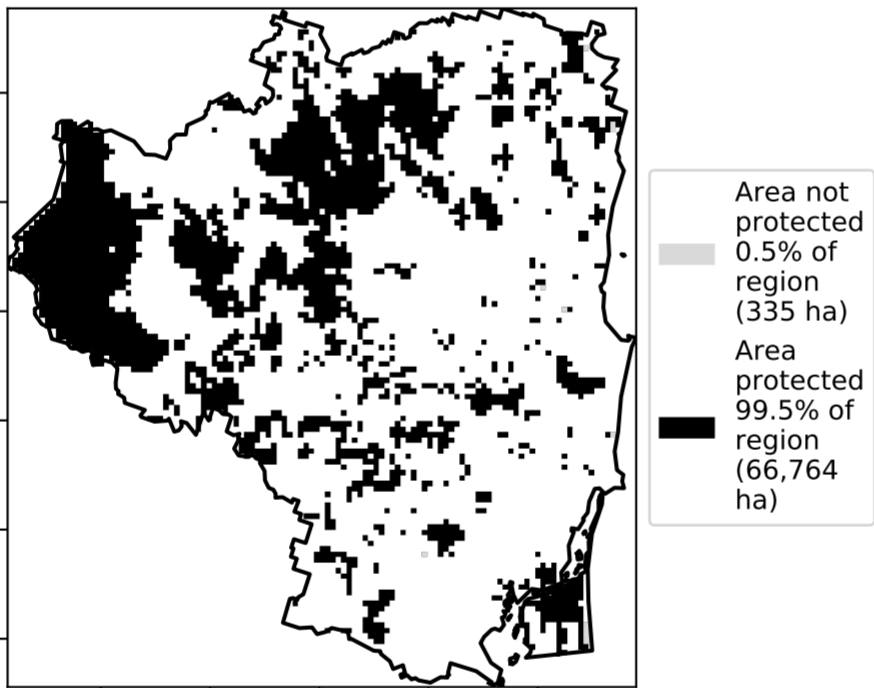 Area not
protected
0.5% of
region
(335 ha)
Area
protected
99.5% of
region
(66,764
ha)